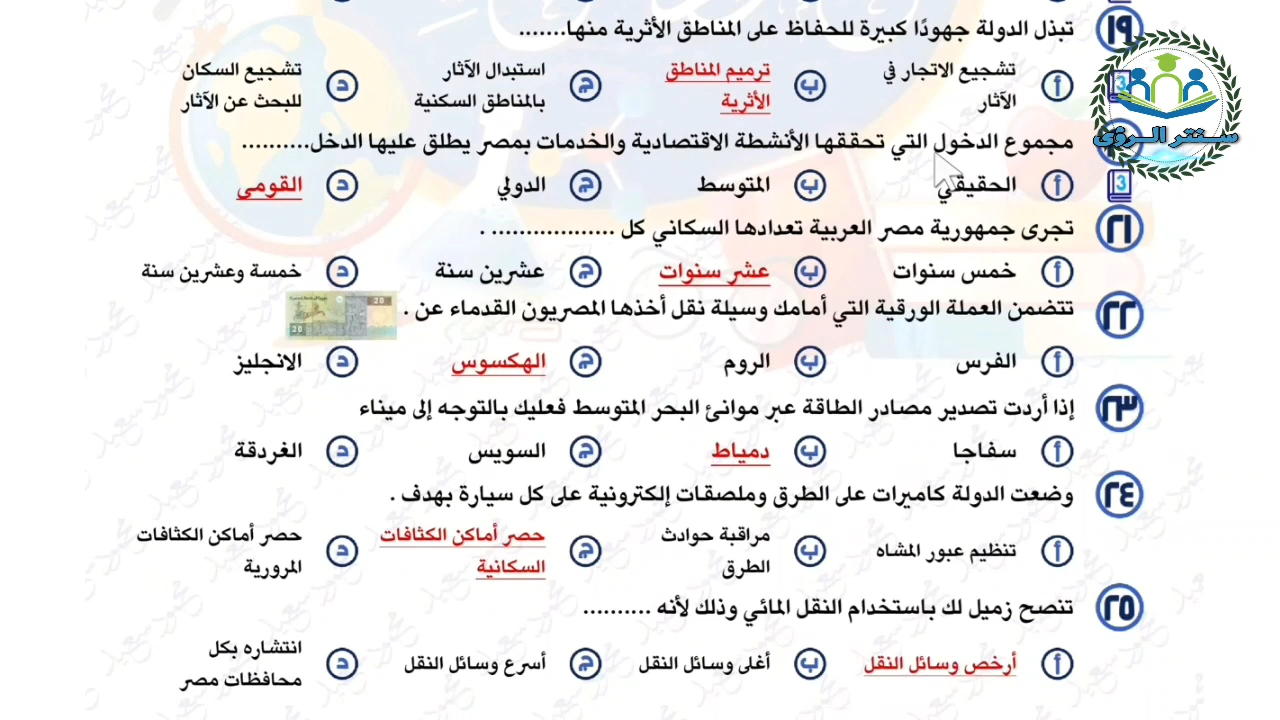 ١٩ تبذل الدولة جهودًا كبيرة للحفاظ على المناطق الأثرية منها.......
أ تشجيع الاتجار في الآثار
ب ترميم المناطق الأثرية
ج استبدال الآثار بالمناطق السكنية
د تشجيع السكان للبحث عن الآثار
3
سنتر الرؤى
مجموع الدخول التي تحققها الأنشطة الاقتصادية والخدمات بمصر يطلق عليها الدخل..........
3
أ الحقيقي
ب المتوسط
ج الدولي
د القومى
٢١ تجرى جمهورية مصر العربية تعدادها السكاني كل .................. .
أ خمس سنوات
ب عشر سنوات
ج عشرين سنة
د خمسة وعشرين سنة
٢٢ تتضمن العملة الورقية التي أمامك وسيلة نقل أخذها المصريون القدماء عن .
20
20
أ الفرس
ب الروم
ج الهكسوس
د الانجليز
٢٣ إذا أردت تصدير مصادر الطاقة عبر موانئ البحر المتوسط فعليك بالتوجه إلى ميناء
أ سفاجا
ب دمياط
ج السويس
د الغردقة
٢٤ وضعت الدولة كاميرات على الطرق وملصقات إلكترونية على كل سيارة بهدف .
أ تنظيم عبور المشاه
ب مراقبة حوادث الطرق
ج حصر أماكن الكثافات السكانية
د حصر أماكن الكثافات المرورية
٢٥ تنصح زميل لك باستخدام النقل المائي وذلك لأنه ..........
أ أرخص وسائل النقل
ب أغلى وسائل النقل
ج أسرع وسائل النقل
د انتشاره بكل محافظات مصر